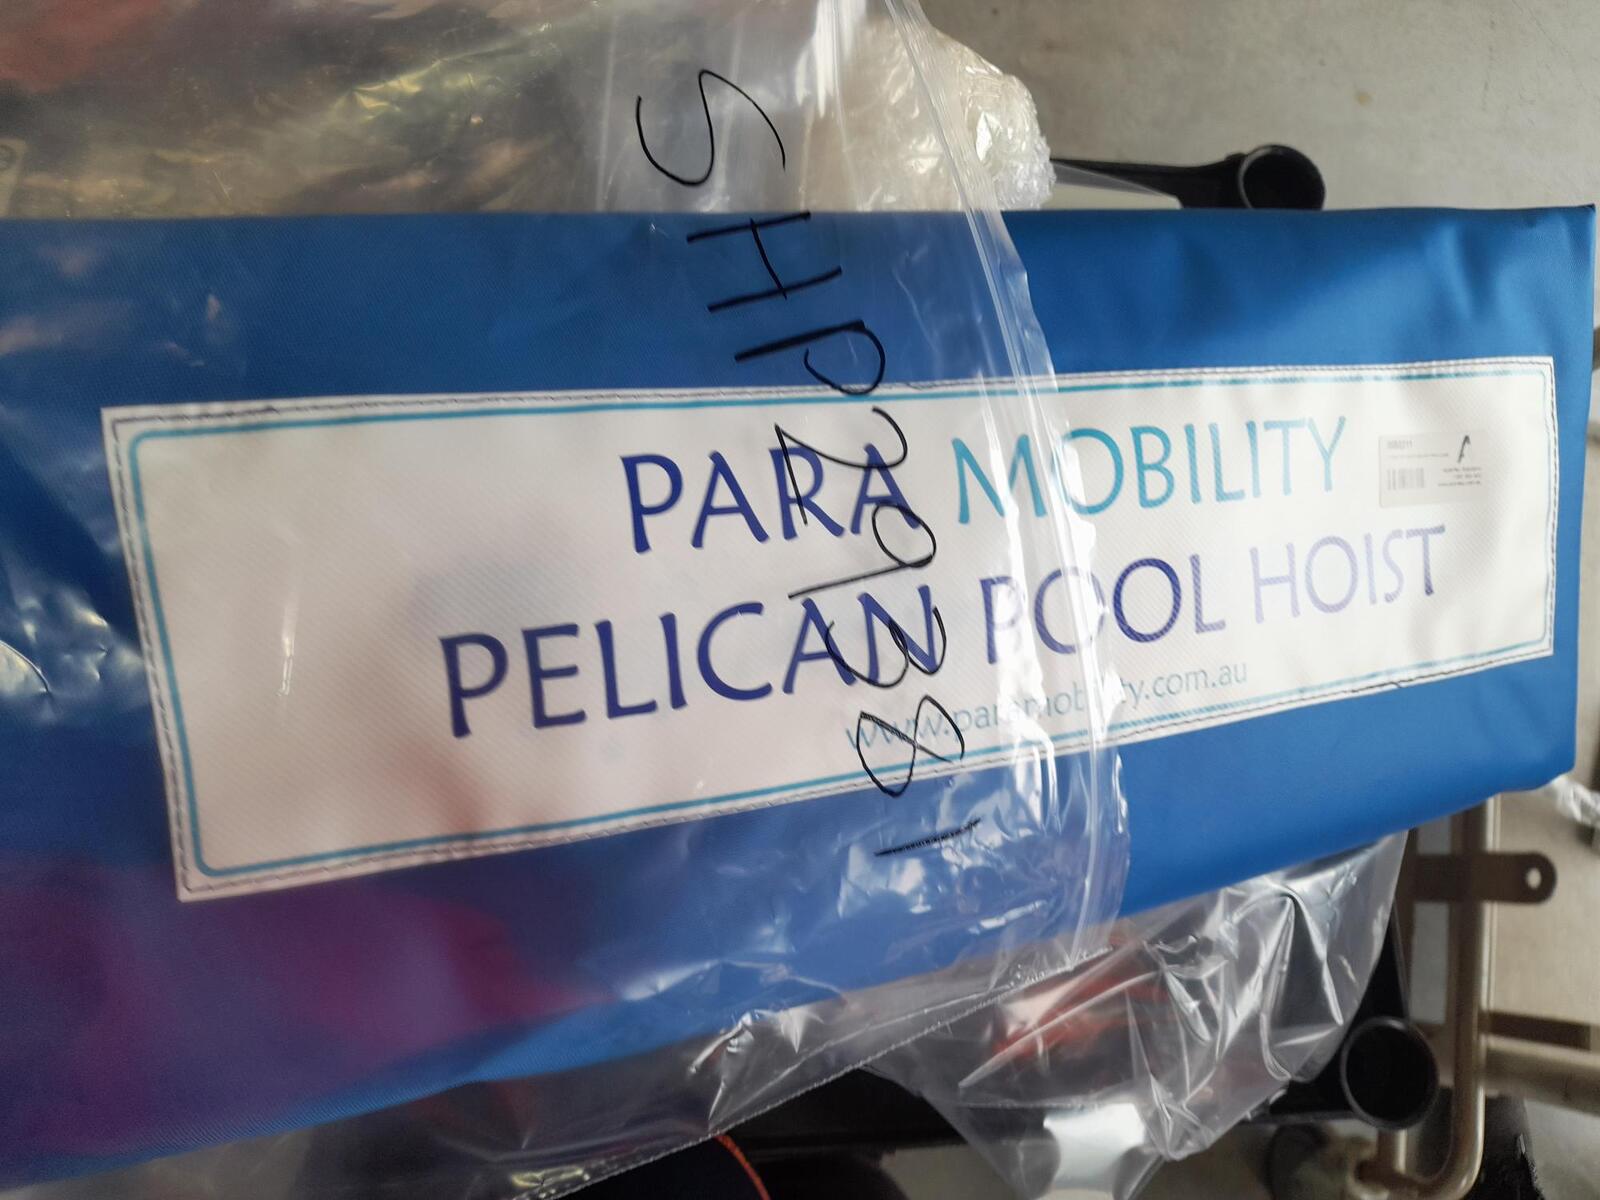 SHP29381
PARA MOBILITY
PELICAN POOL HOIST
www.paramobility.com.au